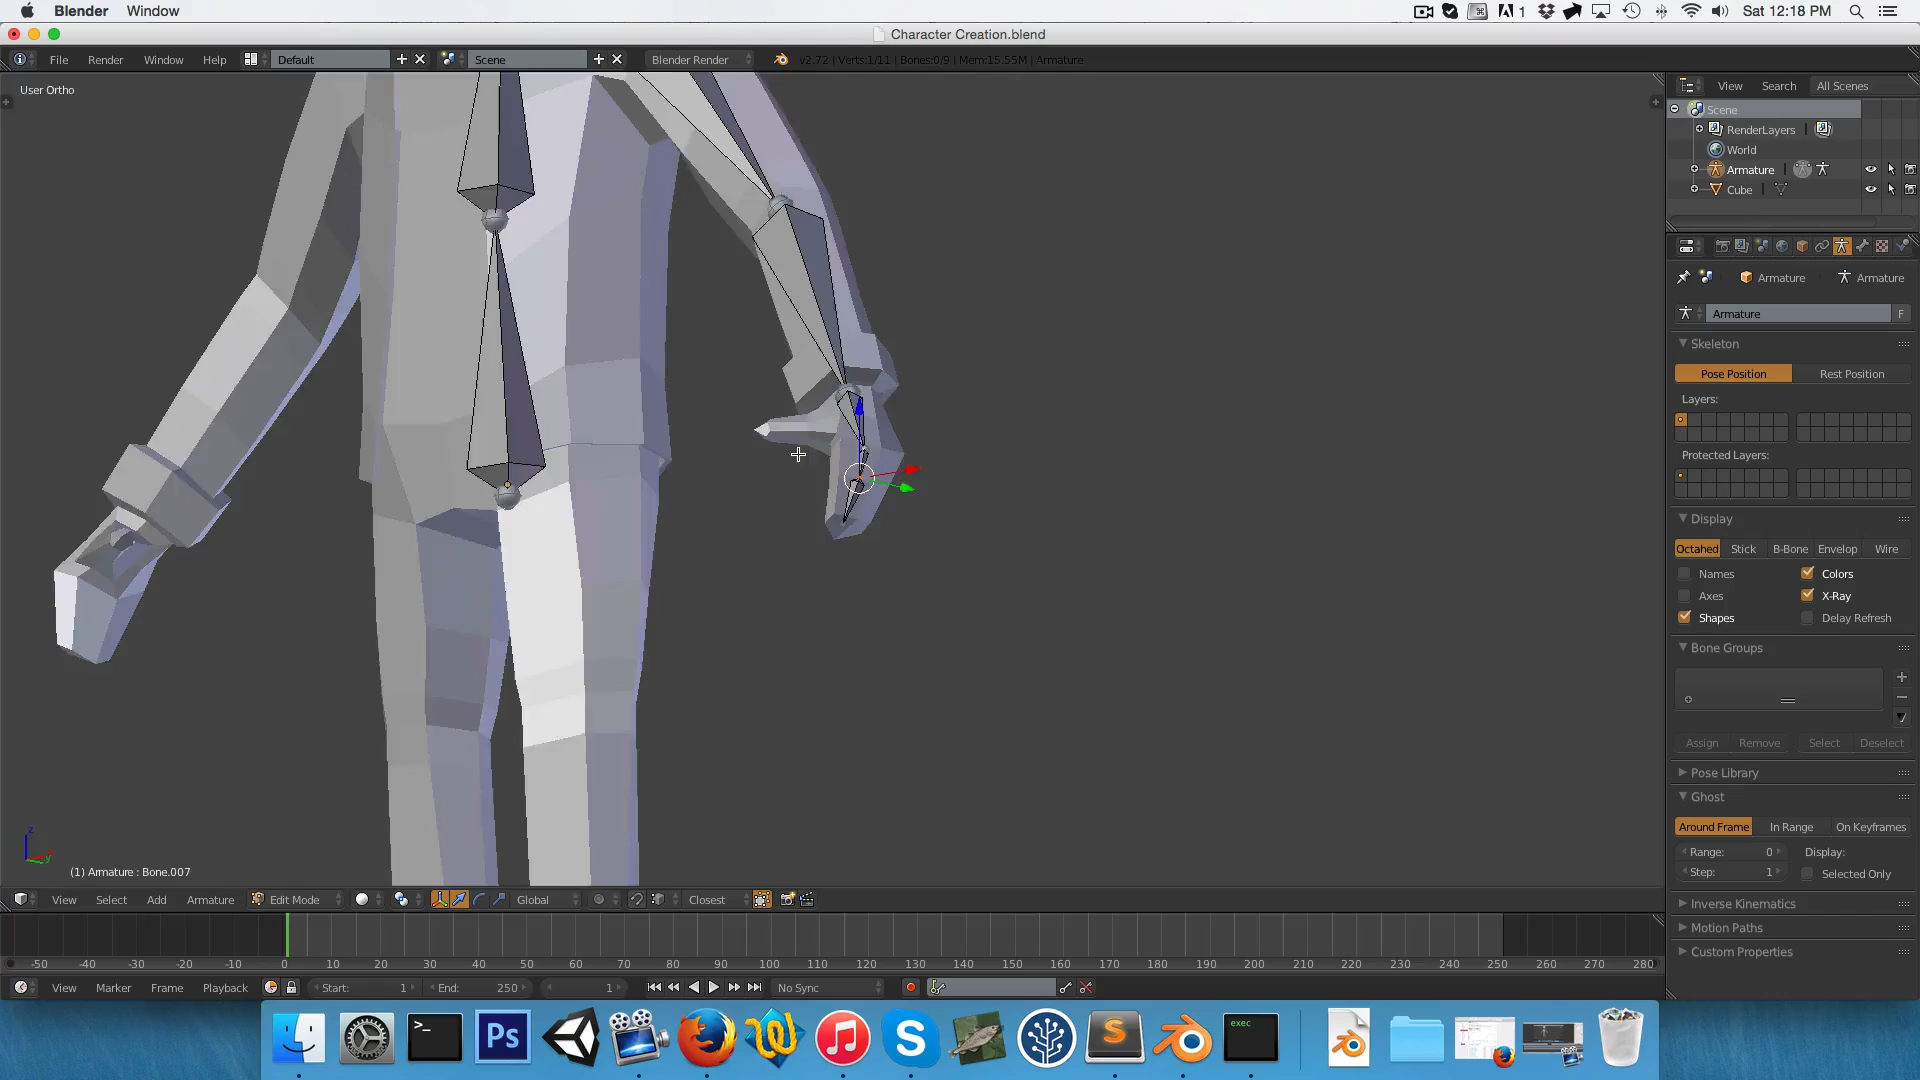 Blender Window 1 Sat 12:18 PM
Character Creation.blend
File Render Window Help Default Scene Blender Render v2.72 | Verts:1/11 | Bones:0/9 | Mem:15.55M | Armature
User Ortho
View Search All Scenes
Scene
RenderLayers |
World
Armature |
Cube |
Armature Armature
Armature F
Skeleton
Pose Position Rest Position
Layers:
Protected Layers:
Display
Octahed Stick B-Bone Envelop Wire
Names Colors
Axes X-Ray
Shapes Delay Refresh
Bone Groups
Assign Remove Select Deselect
Pose Library
Ghost
Around Frame In Range On Keyframes
Range: 0 Display:
Step: 1 Selected Only
Inverse Kinematics
Motion Paths
Custom Properties
z
y
(1) Armature : Bone.007
View Select Add Armature Edit Mode Global Closest
-50 -40 -30 -20 -10 0 10 20 30 40 50 60 70 80 90 100 110 120 130 140 150 160 170 180 190 200 210 220 230 240 250 260 270 280
View Marker Frame Playback Start: 1 End: 250 1 No Sync
>_ Ps S S exec